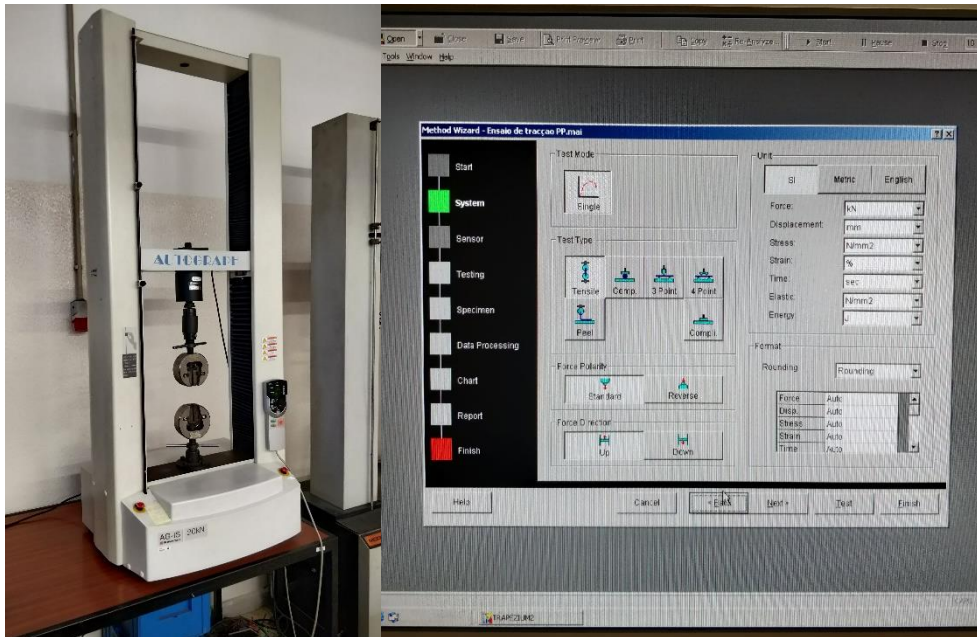 AUTOGRAPH
AG-IS 20kN
Open Close Save Print Preview Print Copy Re-Analyze... Start Pause Stop
Tools Window Help
Method Wizard - Ensaio de tracçao PP.mai
Start
System
Sensor
Testing
Specimen
Data Processing
Chart
Report
Finish
Test Mode
Single
Test Type
Tensile Comp. 3 Point 4 Point
Peel Compli.
Force Polarity
Standard Reverse
Force Direction
Up Down
Unit
SI Metric English
Force: kN
Displacement: mm
Stress: N/mm2
Strain: %
Time: sec
Elastic: N/mm2
Energy: J
Format
Rounding Rounding
Force Auto
Disp. Auto
Stress Auto
Strain Auto
Time Auto
Help Cancel < Back Next > Test Finish
TRAPEZIUM2